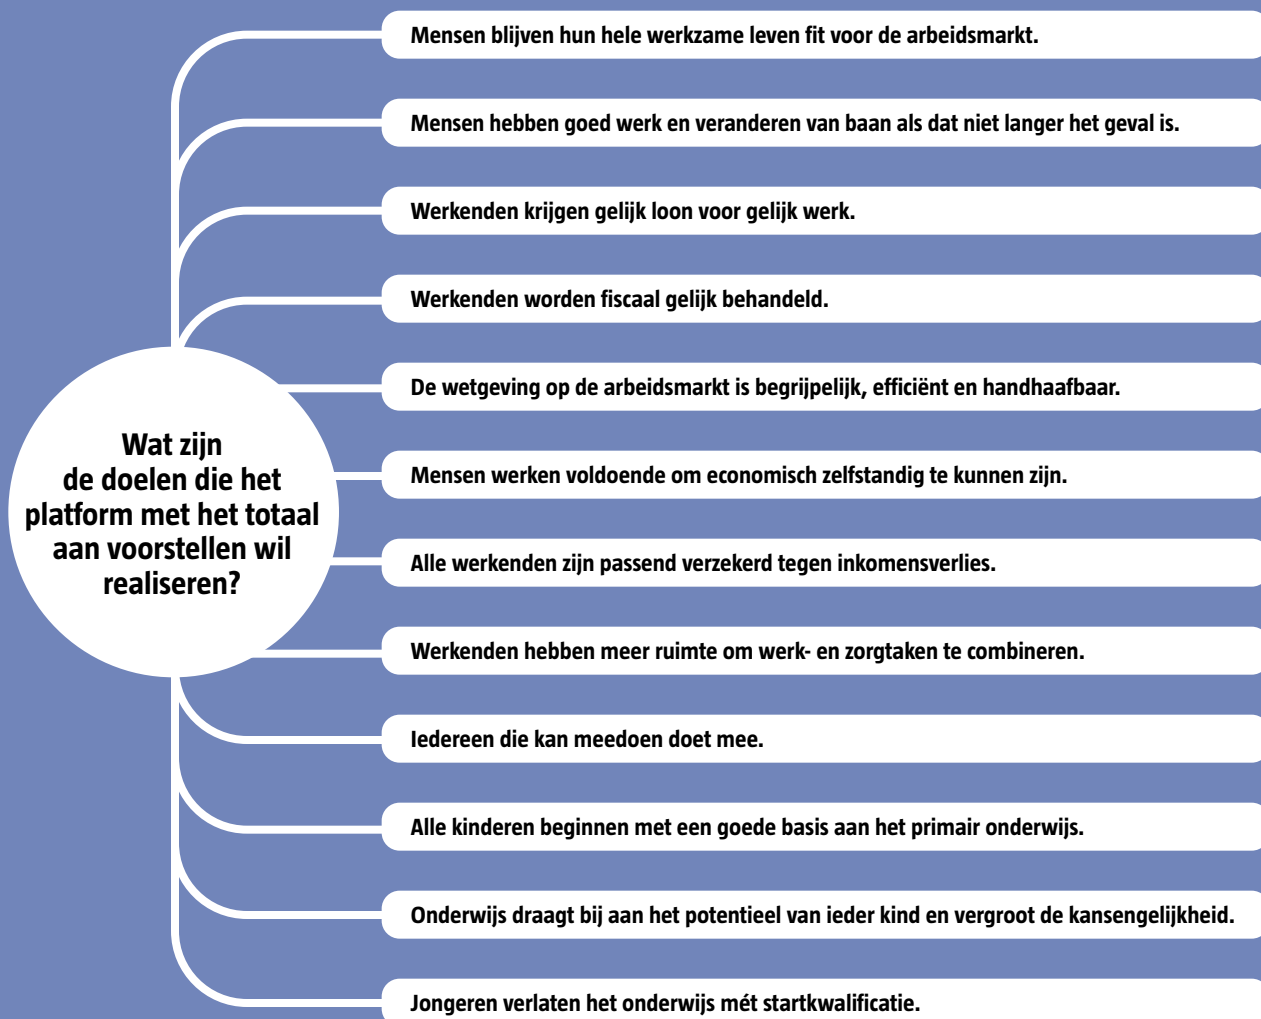 Mensen blijven hun hele werkzame leven fit voor de arbeidsmarkt.
Mensen hebben goed werk en veranderen van baan als dat niet langer het geval is.
Werkenden krijgen gelijk loon voor gelijk werk.
Werkenden worden fiscaal gelijk behandeld.
De wetgeving op de arbeidsmarkt is begrijpelijk, efficiënt en handhaafbaar.
Wat zijn
de doelen die het
platform met het totaal
aan voorstellen wil
realiseren?
Mensen werken voldoende om economisch zelfstandig te kunnen zijn.
Alle werkenden zijn passend verzekerd tegen inkomensverlies.
Werkenden hebben meer ruimte om werk- en zorgtaken te combineren.
Iedereen die kan meedoen doet mee.
Alle kinderen beginnen met een goede basis aan het primair onderwijs.
Onderwijs draagt bij aan het potentieel van ieder kind en vergroot de kansengelijkheid.
Jongeren verlaten het onderwijs mét startkwalificatie.